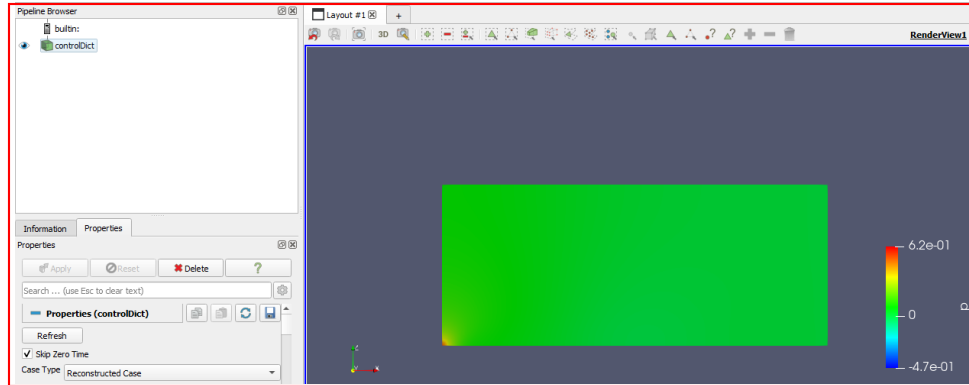 Pipeline Browser
builtin:
controlDict
Information
Properties
Properties
Apply
Reset
Delete
?
Search ... (use Esc to clear text)
Properties (controlDict)
Refresh
Skip Zero Time
Case Type
Reconstructed Case
Layout #1
+
3D
RenderView1
6.2e-01
0
-4.7e-01
p